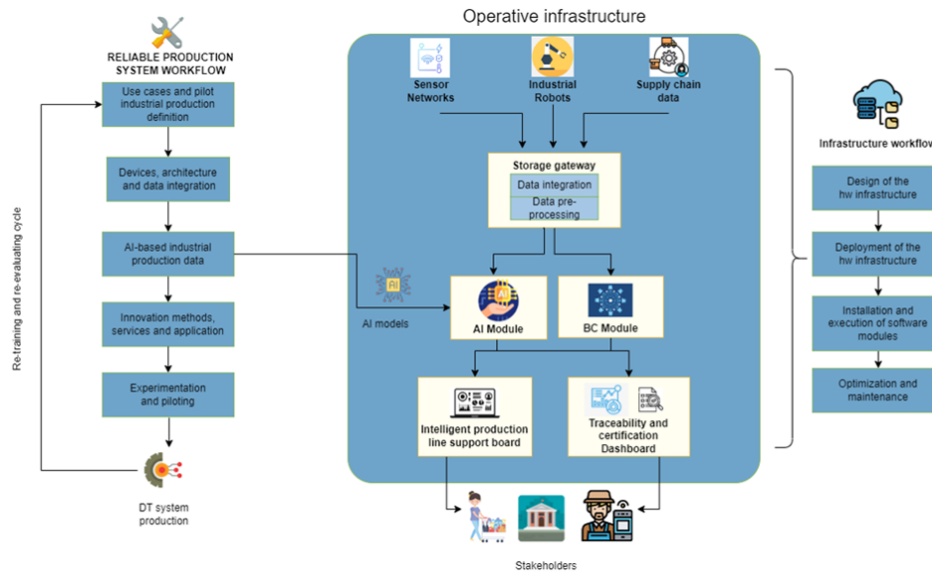 Operative infrastructure
RELIABLE PRODUCTION
SYSTEM WORKFLOW
Use cases and pilot
industrial production
definition
Devices, architecture
and data integration
AI-based industrial
production data
Innovation methods,
services and application
Experimentation
and piloting
DT system
production
Re-training and re-evaluating cycle
Sensor
Networks
Industrial
Robots
Supply chain
data
Storage gateway
Data integration
Data pre-
processing
AI
AI models
AI
AI Module
BC Module
Intelligent production
line support board
Traceability and
certification
Dashboard
Stakeholders
Infrastructure workflow
Design of the
hw infrastructure
Deployment of the
hw infrastructure
Installation and
execution of software
modules
Optimization and
maintenance